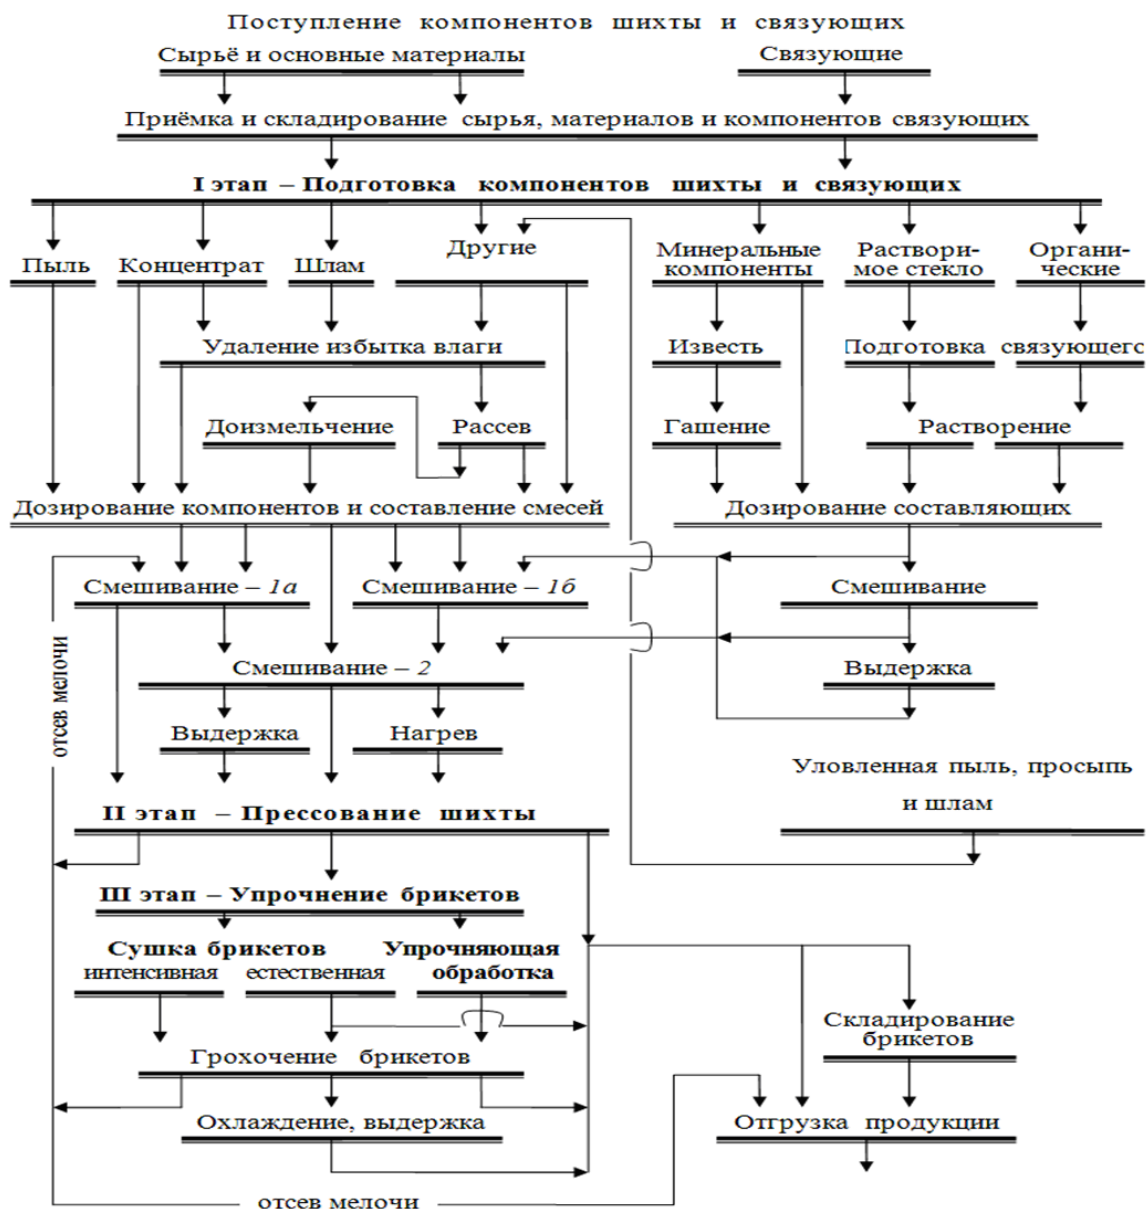 Поступление компонентов шихты и связующих
Сырьё и основные материалы
Связующие
Приёмка и складирование сырья, материалов и компонентов связующих
I этап – Подготовка компонентов шихты и связующих
Пыль
Концентрат
Шлам
Другие
Минеральные
компоненты
Раствори-
мое стекло
Органи-
ческие
Удаление избытка влаги
Известь
Подготовка связующего
Доизмельчение
Рассев
Гашение
Растворение
Дозирование компонентов и составление смесей
Дозирование составляющих
Смешивание – 1а
Смешивание – 1б
Смешивание
отсев мелочи
Смешивание – 2
Выдержка
Выдержка
Нагрев
Уловленная пыль, просыпь
и шлам
II этап – Прессование шихты
III этап – Упрочнение брикетов
Сушка брикетов
интенсивная естественная
Упрочняющая
обработка
Складирование
брикетов
Грохочение брикетов
Охлаждение, выдержка
Отгрузка продукции
отсев мелочи